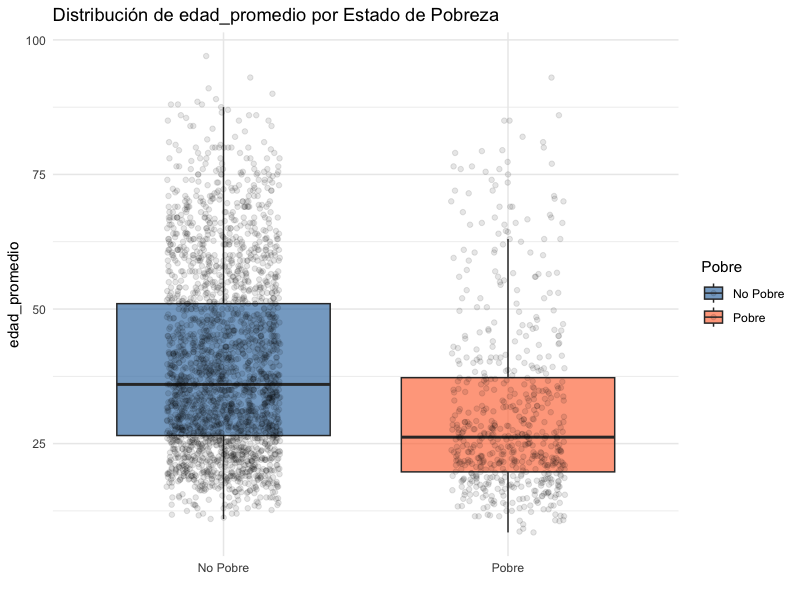 Distribución de edad_promedio por Estado de Pobreza
100
75
50
25
edad_promedio
No Pobre
Pobre
Pobre
No Pobre
Pobre